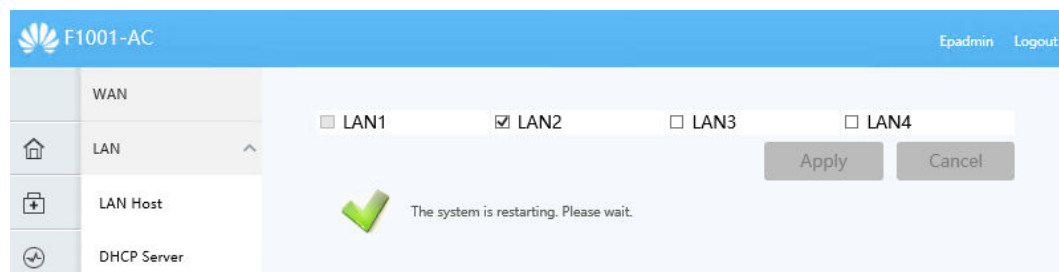 F1001-AC
Epadmin Logout
WAN
LAN1 LAN2 LAN3 LAN4
LAN
Apply Cancel
LAN Host
The system is restarting. Please wait.
DHCP Server